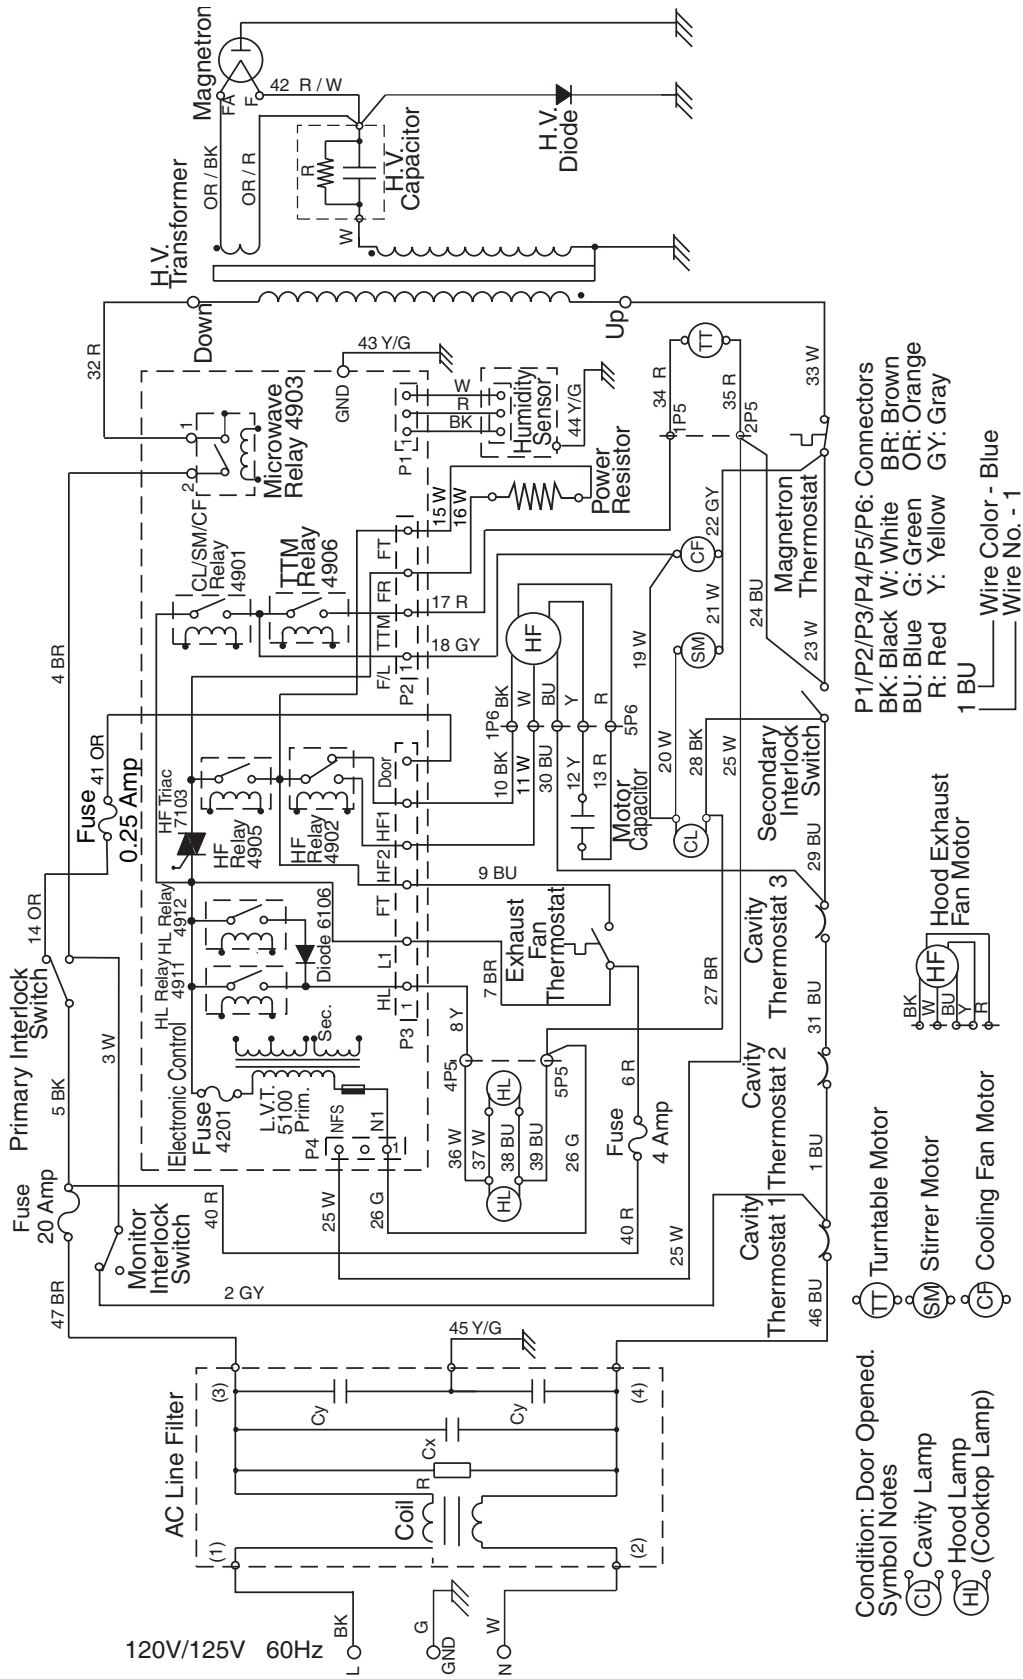 120V/125V 60Hz
L
BK
GND
G
N
W
AC Line Filter
(1)
(2)
(3)
(4)
Coil
R
Cx
Cy
Cy
45 Y/G
47 BR
Fuse
20 Amp
5 BK
Primary Interlock
Switch
14 OR
41 OR
Fuse
0.25 Amp
4 BR
32 R
3 W
Monitor
Interlock
Switch
40 R
2 GY
Electronic Control
Fuse
4201
L.V.T.
5100
Prim.
Sec.
P4
NFS
N1
1
HL Relay
4911
HL Relay
4912
Diode 6106
HF Triac
7103
HF
Relay
4905
HF
Relay
4902
CL/SM/CF
Relay
4901
TTM
Relay
4906
Microwave
Relay 4903
2
1
P3
1
HL
L1
FT
HF2
HF1
Door
P2
1
F/L
TTM
FR
FT
P1
1
GND
43 Y/G
W
R
BK
Humidity
Sensor
44 Y/G
15 W
16 W
Power
Resistor
17 R
18 GY
25 W
26 G
8 Y
7 BR
9 BU
10 BK
11 W
30 BU
12 Y
13 R
1P6
5P6
BK
W
BU
Y
R
HF
Motor
Capacitor
Exhaust
Fan
Thermostat
4P5
5P5
36 W
37 W
38 BU
39 BU
HL
HL
26 G
6 R
Fuse
4 Amp
40 R
25 W
27 BR
19 W
20 W
28 BK
25 W
CL
SM
CF
21 W
22 GY
24 BU
34 R
35 R
1P5
2P5
TT
H.V.
Transformer
Down
Up
Magnetron
FA
F
OR / BK
OR / R
42 R / W
R
W
H.V.
Capacitor
H.V.
Diode
46 BU
Cavity
Thermostat 1
1 BU
Cavity
Thermostat 2
31 BU
Cavity
Thermostat 3
29 BU
Secondary
Interlock
Switch
23 W
Magnetron
Thermostat
33 W
Condition: Door Opened.
Symbol Notes
CL Cavity Lamp
HL Hood Lamp
(Cooktop Lamp)
TT Turntable Motor
SM Stirrer Motor
CF Cooling Fan Motor
BK
W
BU
Y
R
HF
Hood Exhaust
Fan Motor
P1/P2/P3/P4/P5/P6: Connectors
BK: Black W: White BR: Brown
BU: Blue G: Green OR: Orange
R: Red Y: Yellow GY: Gray
1 BU
Wire Color - Blue
Wire No. - 1